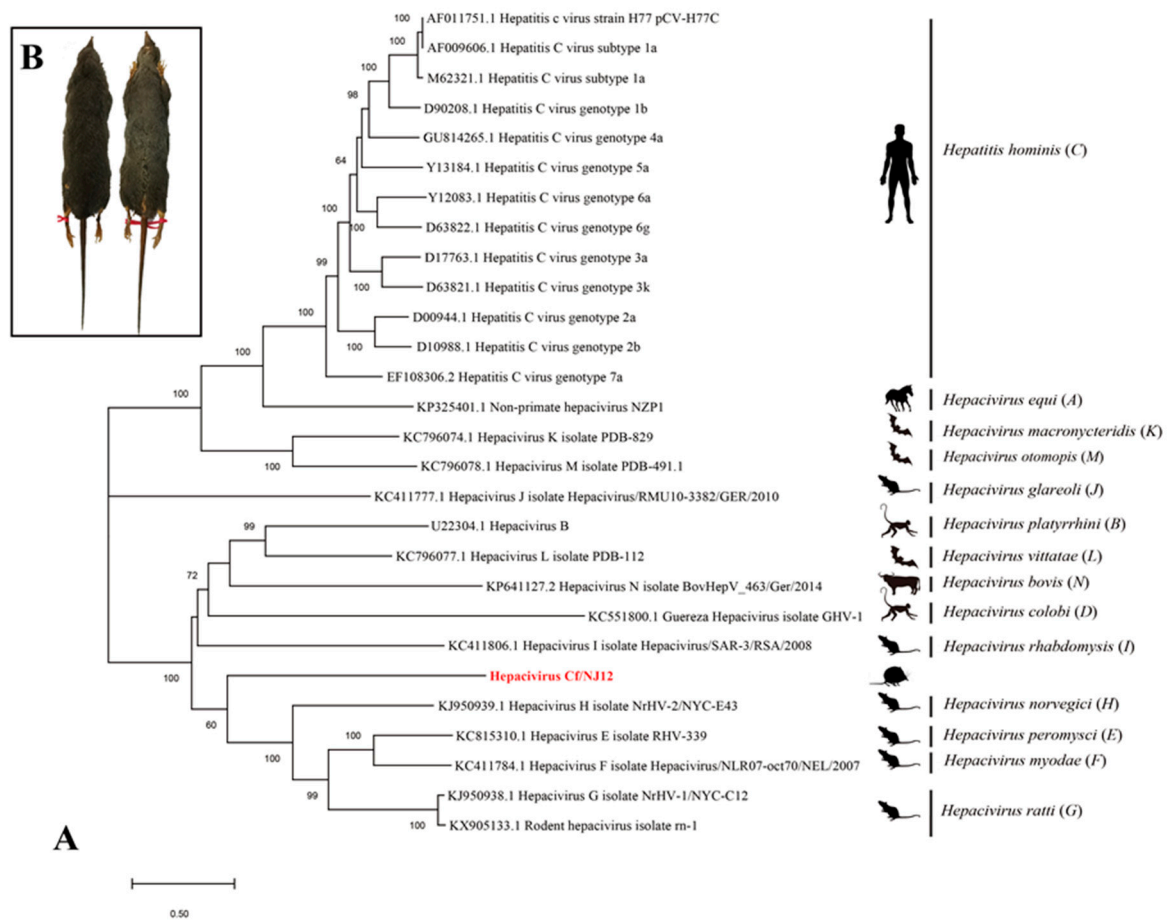 B
100
AF011751.1 Hepatitis c virus strain H77 pCV-H77C
100
AF009606.1 Hepatitis C virus subtype 1a
100
M62321.1 Hepatitis C virus subtype 1a
98
D90208.1 Hepatitis C virus genotype 1b
GU814265.1 Hepatitis C virus genotype 4a
Hepatitis hominis (C)
64
Y13184.1 Hepatitis C virus genotype 5a
Y12083.1 Hepatitis C virus genotype 6a
100
100
D63822.1 Hepatitis C virus genotype 6g
99
D17763.1 Hepatitis C virus genotype 3a
100
D63821.1 Hepatitis C virus genotype 3k
100
D00944.1 Hepatitis C virus genotype 2a
100
D10988.1 Hepatitis C virus genotype 2b
100
EF108306.2 Hepatitis C virus genotype 7a
100
KP325401.1 Non-primate hepacivirus NZP1
Hepacivirus equi (A)
KC796074.1 Hepacivirus K isolate PDB-829
Hepacivirus macronycteridis (K)
100
KC796078.1 Hepacivirus M isolate PDB-491.1
Hepacivirus otomopis (M)
KC411777.1 Hepacivirus J isolate Hepacivirus/RMU10-3382/GER/2010
Hepacivirus glareoli (J)
99
U22304.1 Hepacivirus B
Hepacivirus platyrrhini (B)
KC796077.1 Hepacivirus L isolate PDB-112
Hepacivirus vittatae (L)
72
KP641127.2 Hepacivirus N isolate BovHepV_463/Ger/2014
Hepacivirus bovis (N)
KC551800.1 Guereza Hepacivirus isolate GHV-1
Hepacivirus colobi (D)
KC411806.1 Hepacivirus I isolate Hepacivirus/SAR-3/RSA/2008
Hepacivirus rhabdomysis (I)
100
Hepacivirus Cf/NJ12
KJ950939.1 Hepacivirus H isolate NrHV-2/NYC-E43
Hepacivirus norvegici (H)
60
100
KC815310.1 Hepacivirus E isolate RHV-339
Hepacivirus peromysci (E)
100
KC411784.1 Hepacivirus F isolate Hepacivirus/NLR07-oct70/NEL/2007
Hepacivirus myodae (F)
99
KJ950938.1 Hepacivirus G isolate NrHV-1/NYC-C12
Hepacivirus ratti (G)
100
KX905133.1 Rodent hepacivirus isolate rn-1
A
0.50